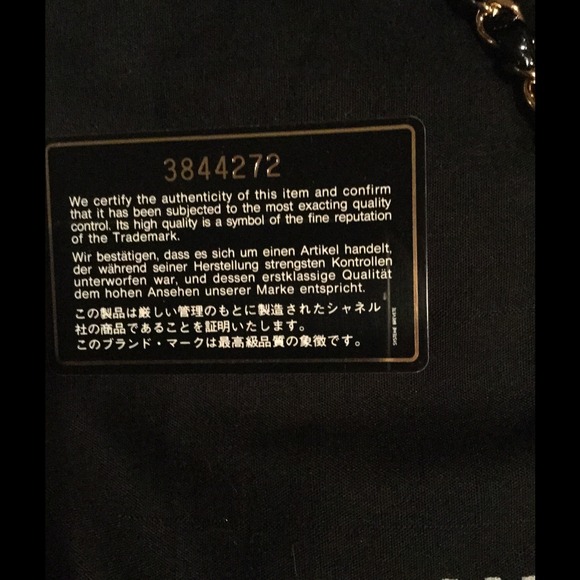 3844272
We certify the authenticity of this item and confirm
that it has been subjected to the most exacting quality
control. Its high quality is a symbol of the fine reputation
of the Trademark.
Wir bestätigen, dass es sich um einen Artikel handelt,
der während seiner Herstellung strengsten Kontrollen
unterworfen war, und dessen erstklassige Qualität
dem hohen Ansehen unserer Marke entspricht.
この製品は厳しい管理のもとに製造されたシャネル
社の商品であることを証明いたします。
このブランド・マークは最高級品質の象徴です。